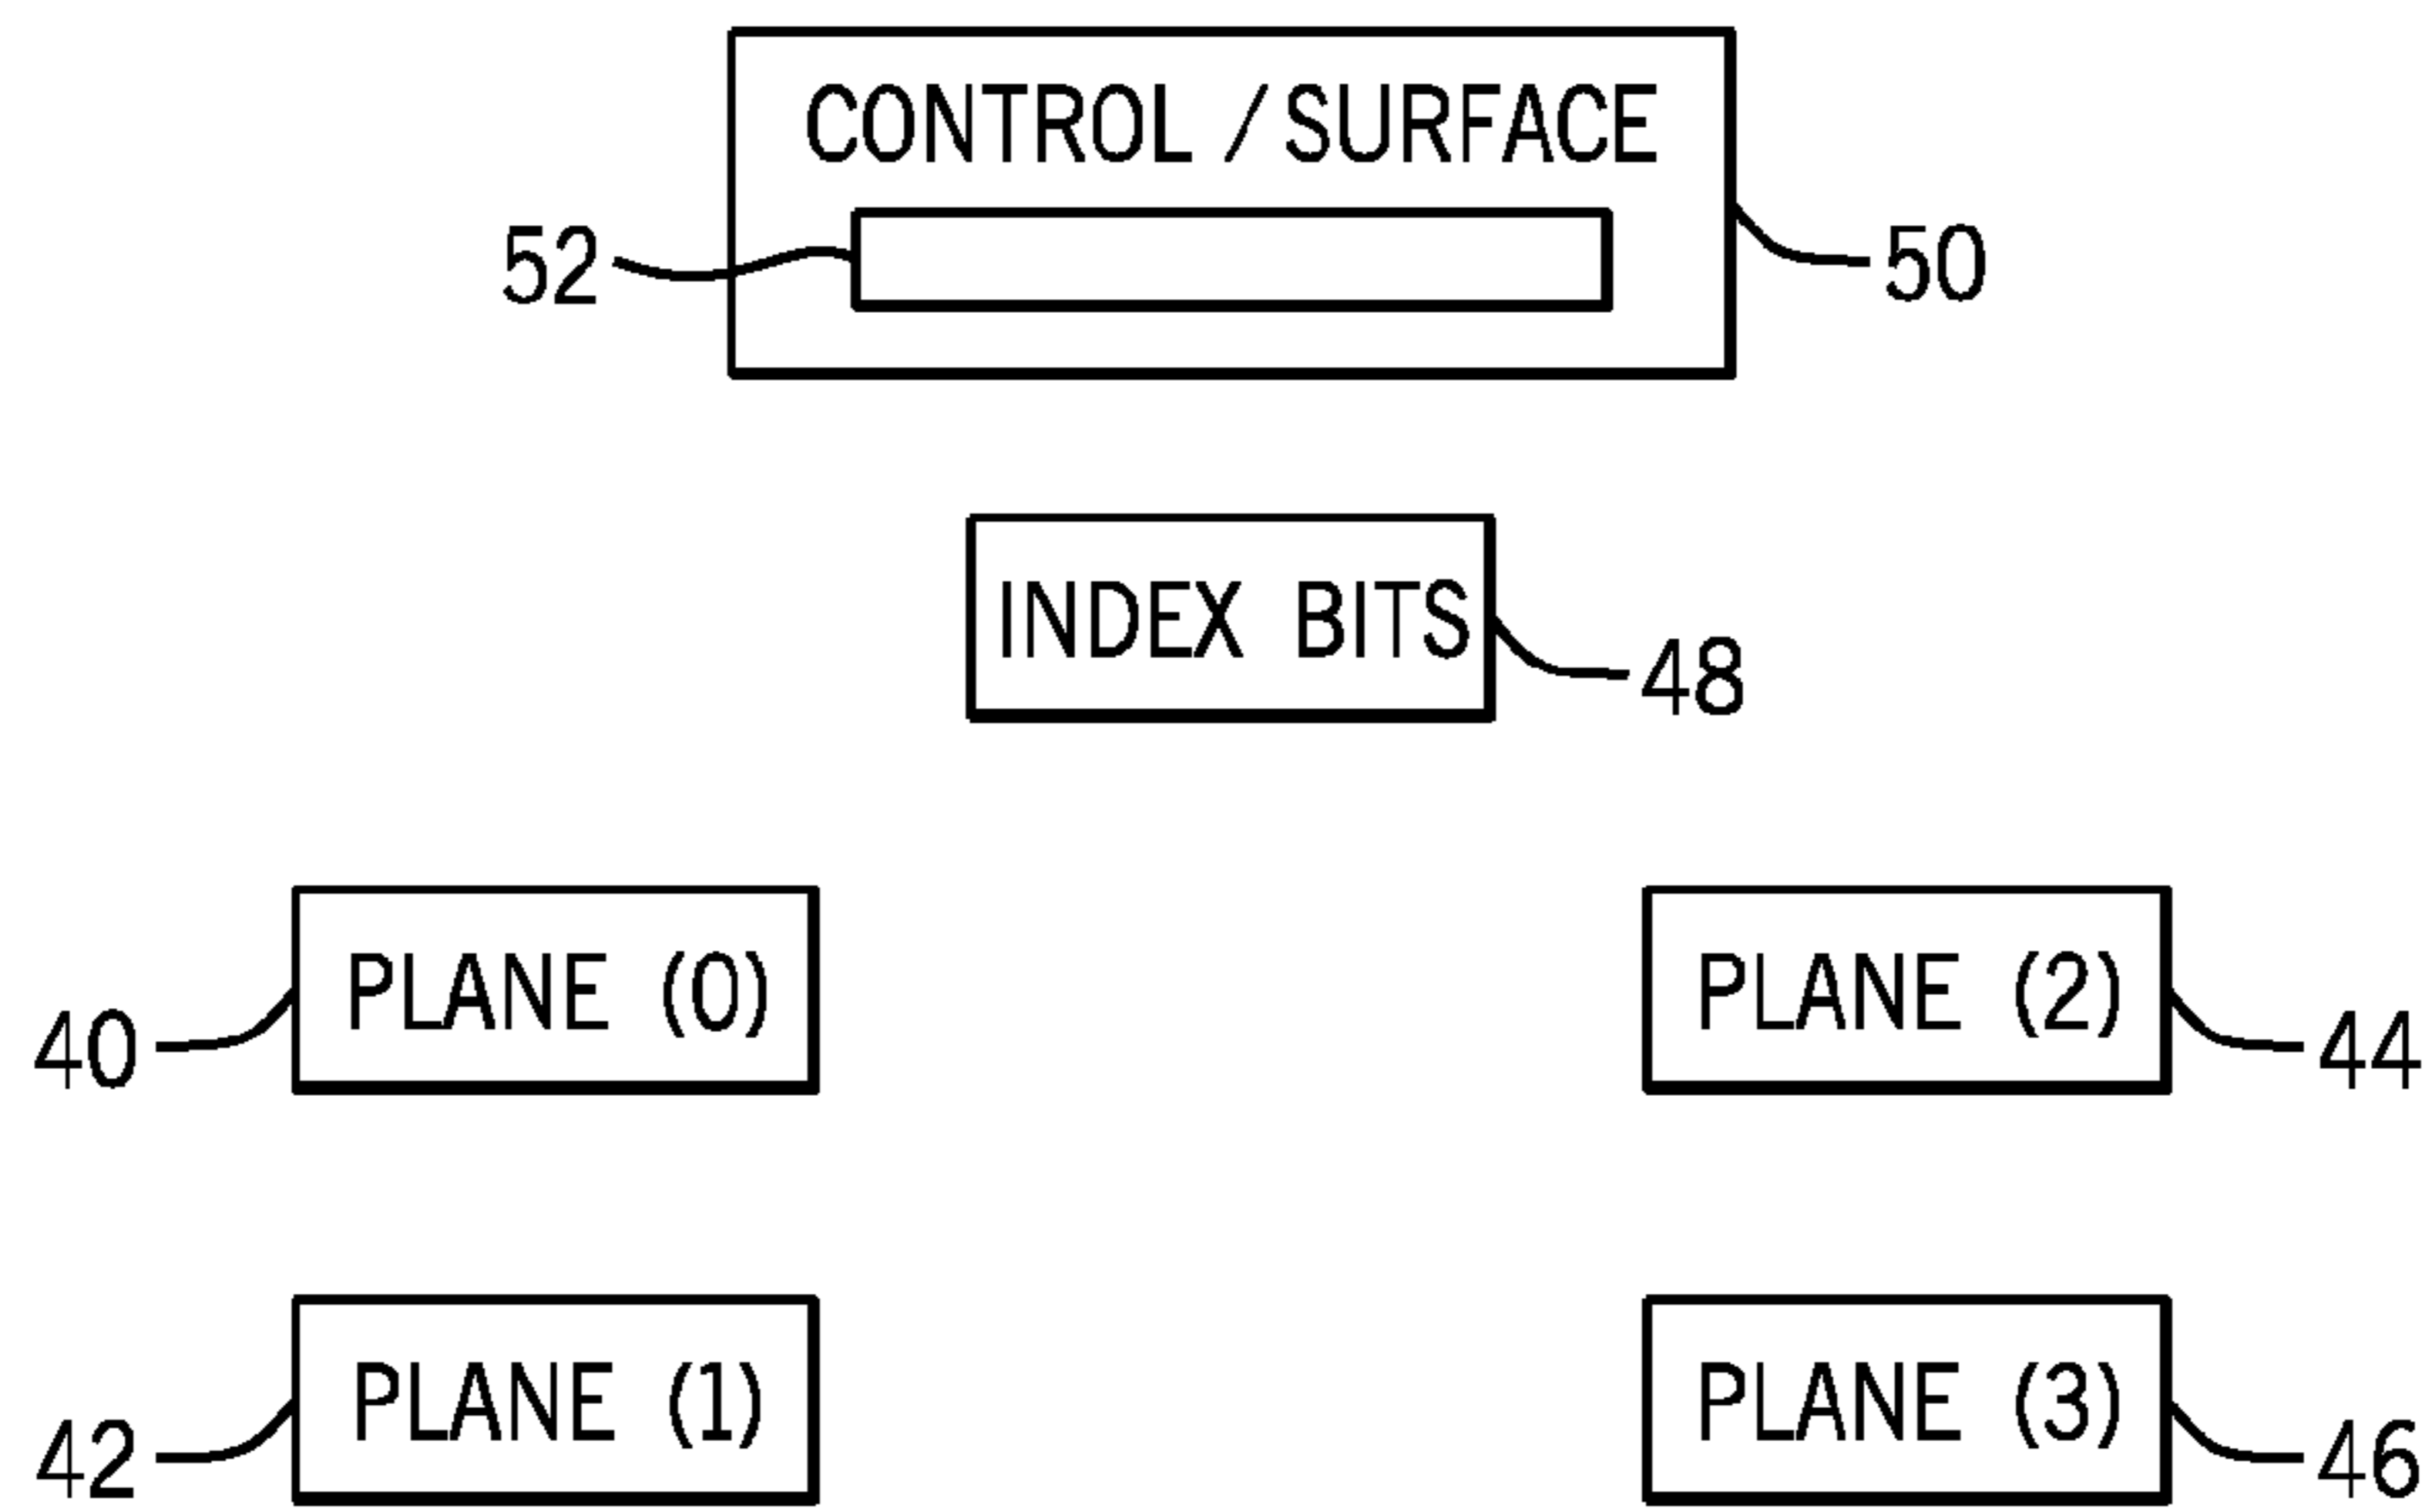 CONTROL/SURFACE
52
50
INDEX BITS
48
PLANE (0)
PLANE (2)
40
44
PLANE (1)
PLANE (3)
42
46